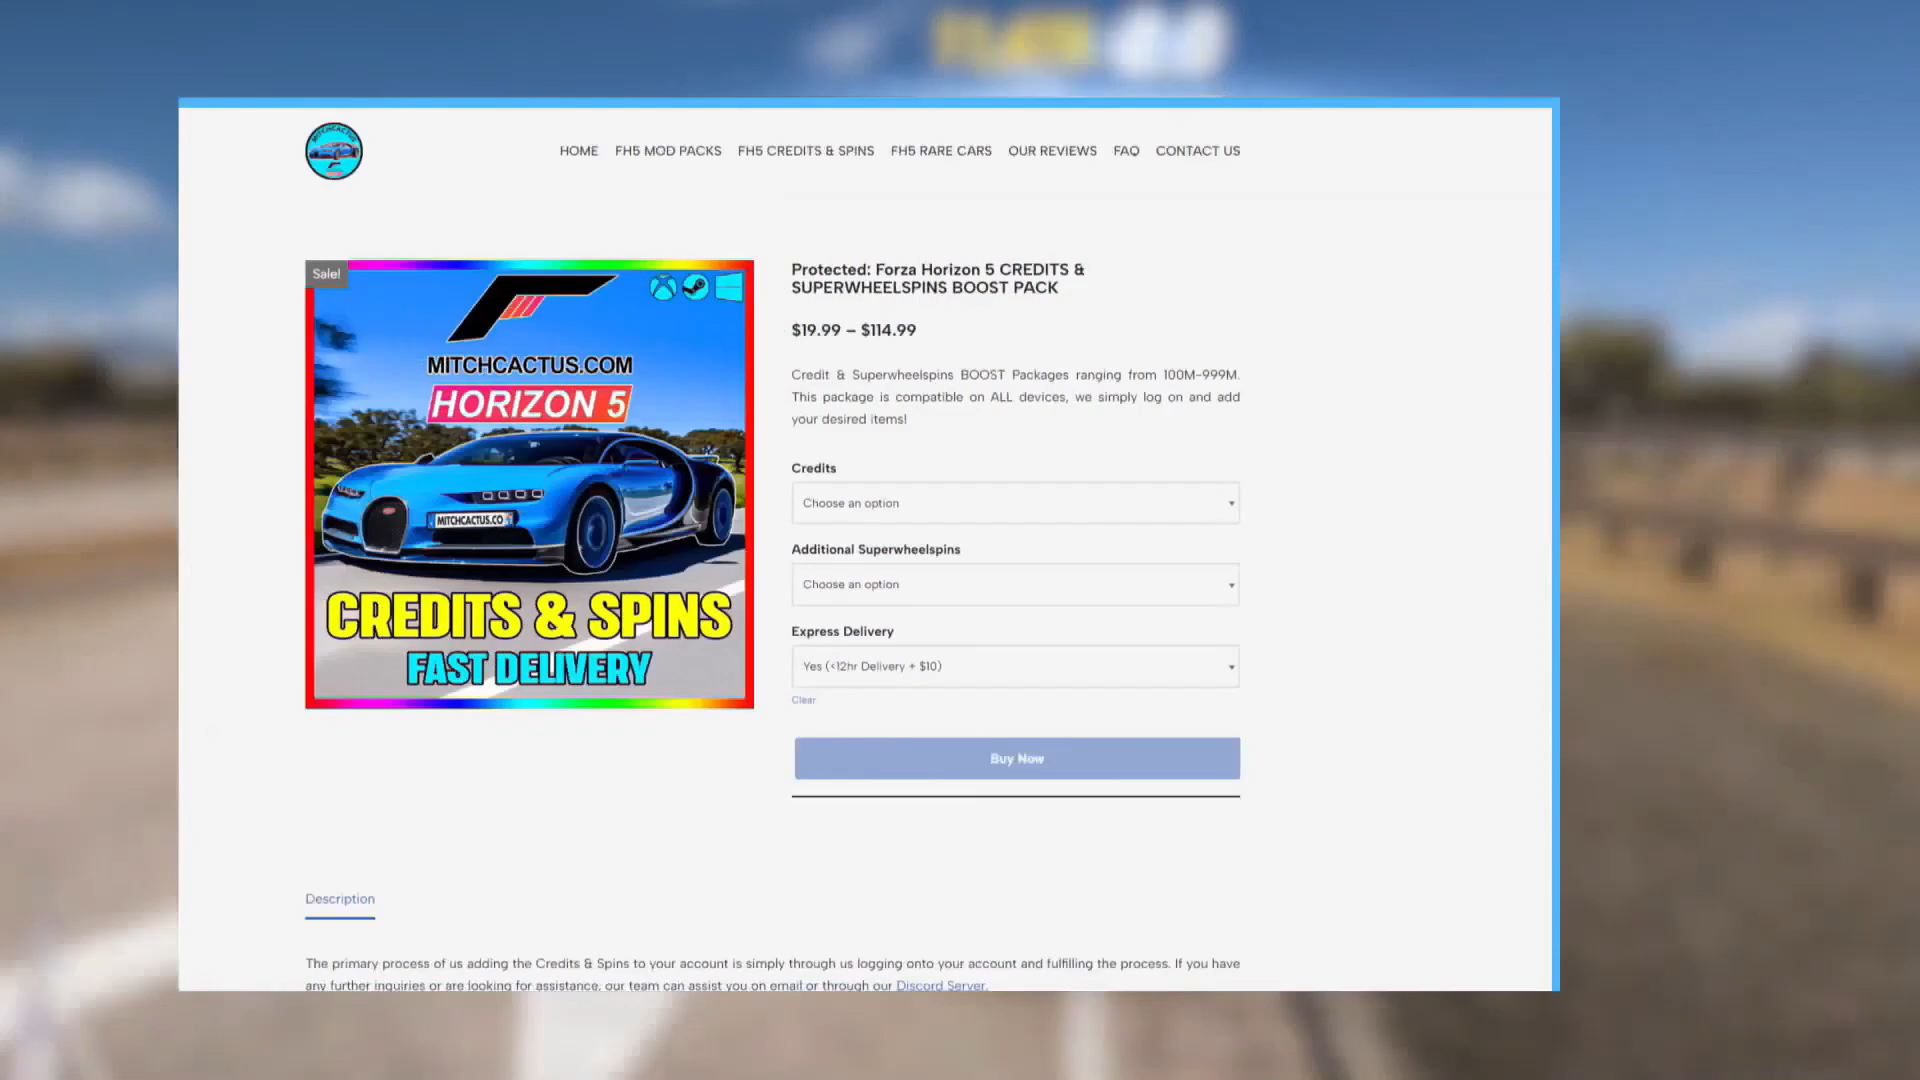 MITCHCACTUS
HOME FH5 MOD PACKS FH5 CREDITS & SPINS FH5 RARE CARS OUR REVIEWS FAQ CONTACT US
Sale!
MITCHCACTUS.COM
HORIZON 5
MITCHCACTUS.CO
CREDITS & SPINS
FAST DELIVERY
Protected: Forza Horizon 5 CREDITS &
SUPERWHEELSPINS BOOST PACK
$19.99 – $114.99
Credit & Superwheelspins BOOST Packages ranging from 100M-999M.
This package is compatible on ALL devices, we simply log on and add
your desired items!
Credits
Choose an option
Additional Superwheelspins
Choose an option
Express Delivery
Yes (<12hr Delivery + $10)
Clear
Buy Now
Description
The primary process of us adding the Credits & Spins to your account is simply through us logging onto your account and fulfilling the process. If you have
any further inquiries or are looking for assistance, our team can assist you on email or through our Discord Server.